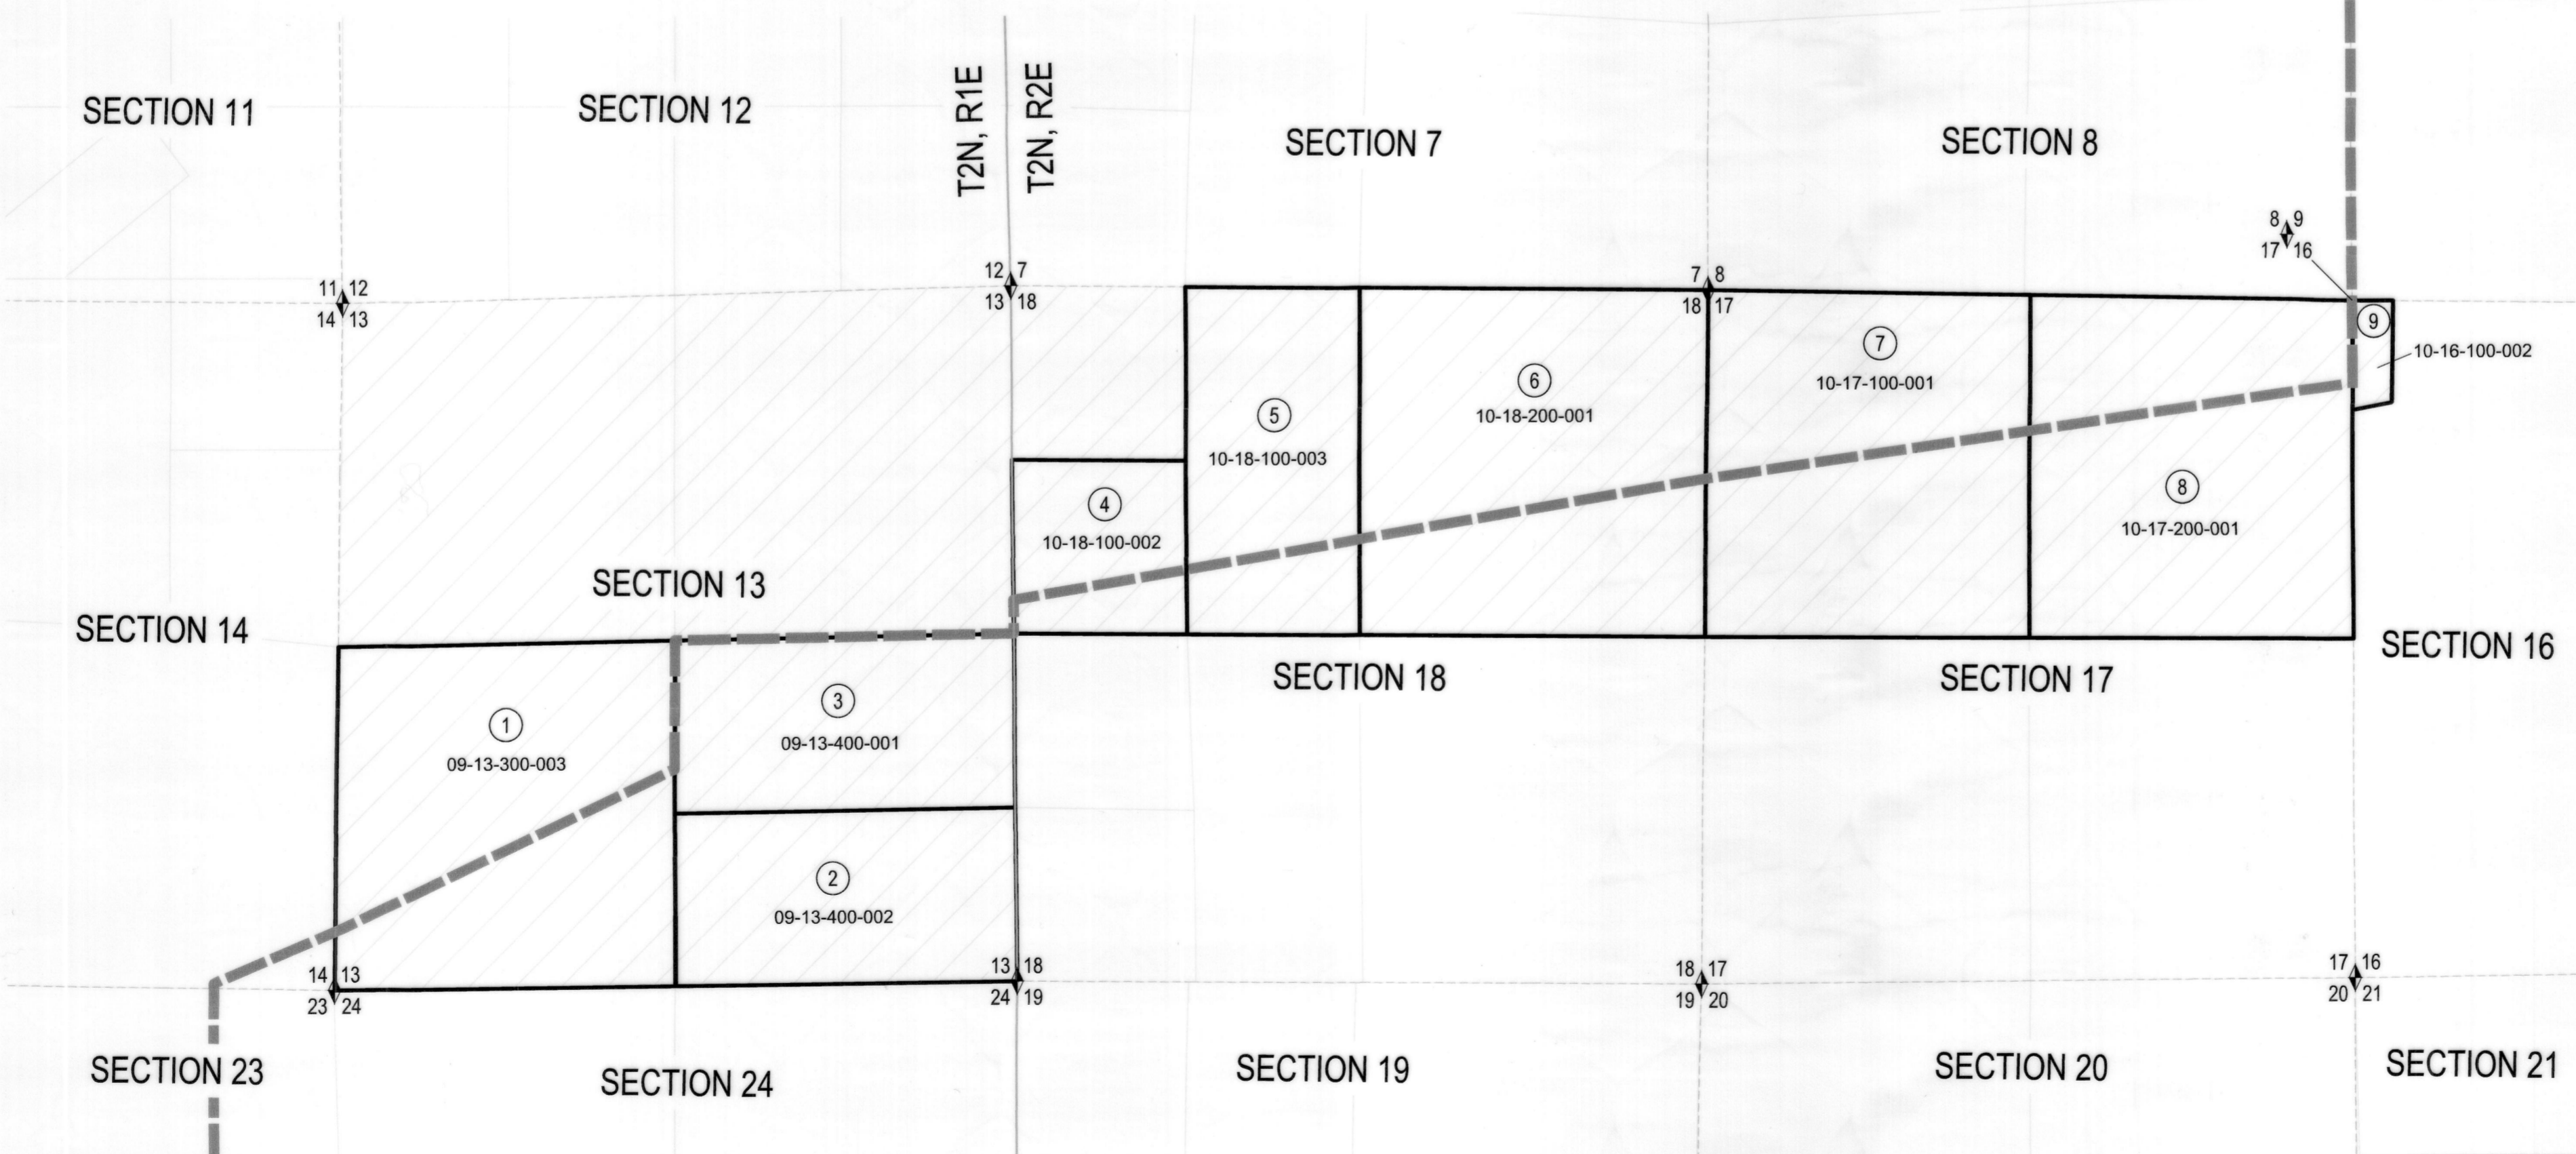 T2N, R1E
T2N, R2E
SECTION 11
SECTION 12
SECTION 7
SECTION 8
8 9
17 16
11 12
14 13
12 7
13 18
7 8
18 17
9
10-16-100-002
7
10-17-100-001
6
10-18-200-001
5
10-18-100-003
4
10-18-100-002
8
10-17-200-001
SECTION 13
SECTION 14
SECTION 16
SECTION 18
SECTION 17
3
09-13-400-001
1
09-13-300-003
2
09-13-400-002
14 13
23 24
13 18
24 19
18 17
19 20
17 16
20 21
SECTION 23
SECTION 24
SECTION 19
SECTION 20
SECTION 21